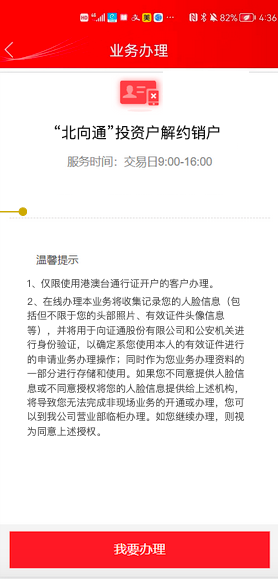 82% 4:36
业务办理
“北向通”投资户解约销户
服务时间：交易日9:00-16:00
温馨提示
1、仅限使用港澳台通行证开户的客户办理。
2、在线办理本业务将收集记录您的人脸信息（包
括但不限于您的头部照片、有效证件头像信息
等），并将用于向证通股份有限公司和公安机关进
行身份验证，以确定系您使用本人的有效证件进行
的申请业务办理操作；同时作为您业务办理资料的
一部分进行存储和使用。如果您不同意提供人脸信
息或不同意授权将您的人脸信息提供给上述机构，
将导致您无法完成非现场业务的开通或办理，您可
以到我公司营业部临柜办理。如您继续办理，则视
为同意上述授权。
我要办理